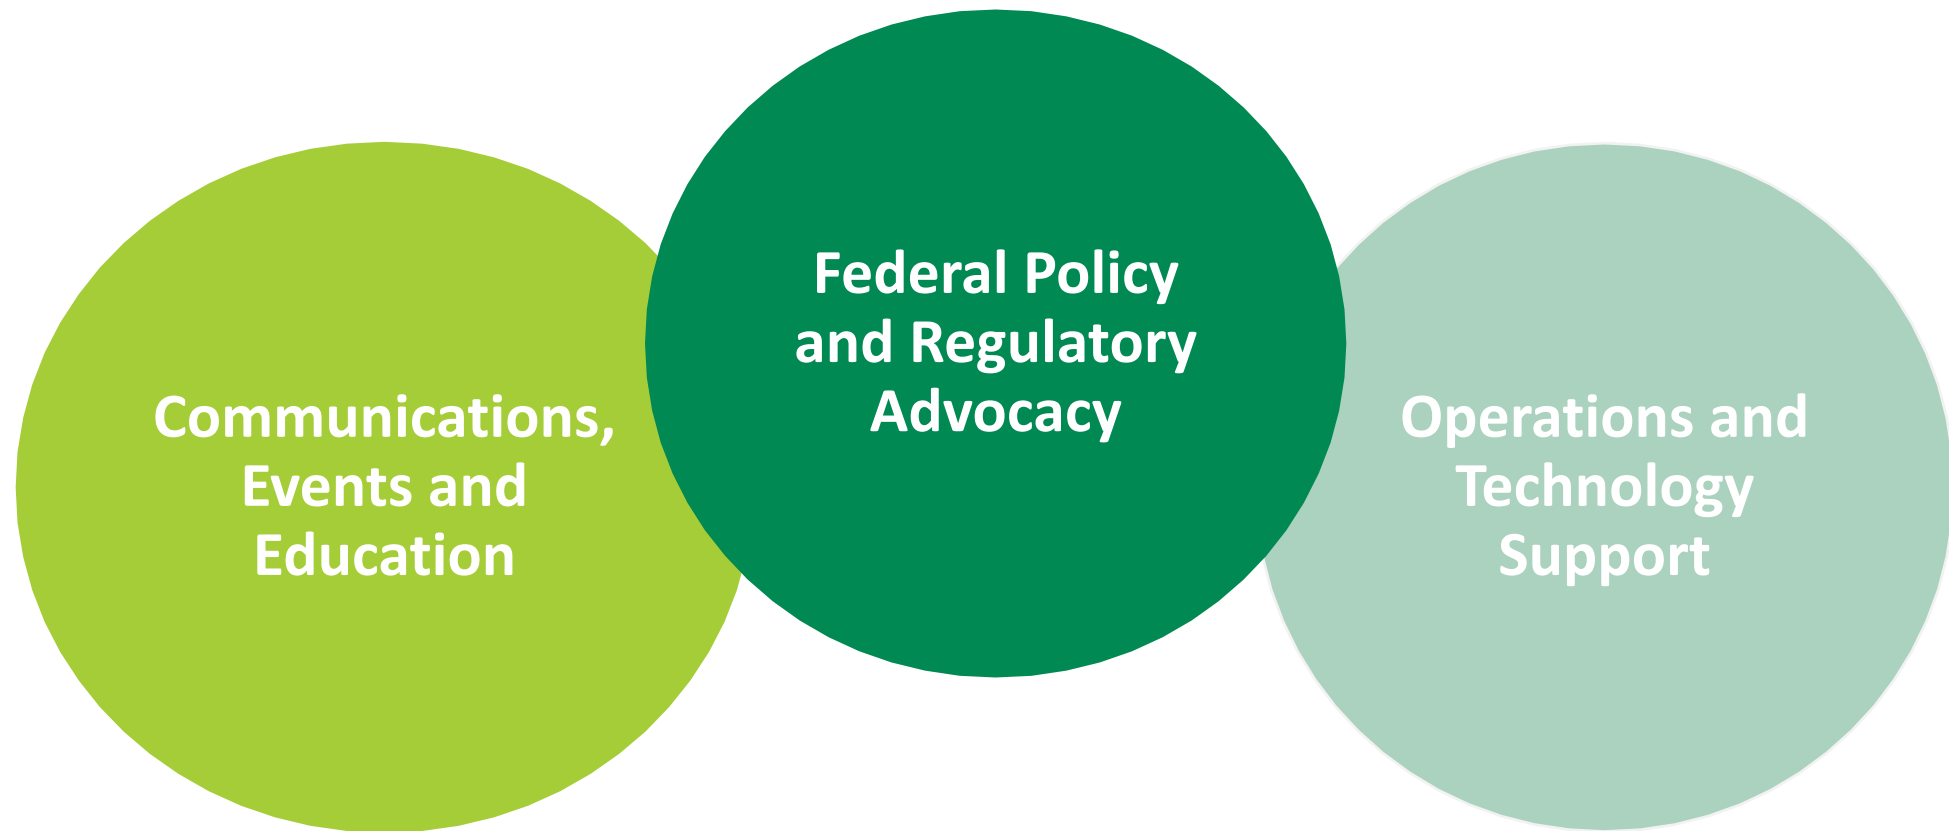 Communications,
Events and
Education
Federal Policy
and Regulatory
Advocacy
Operations and
Technology
Support